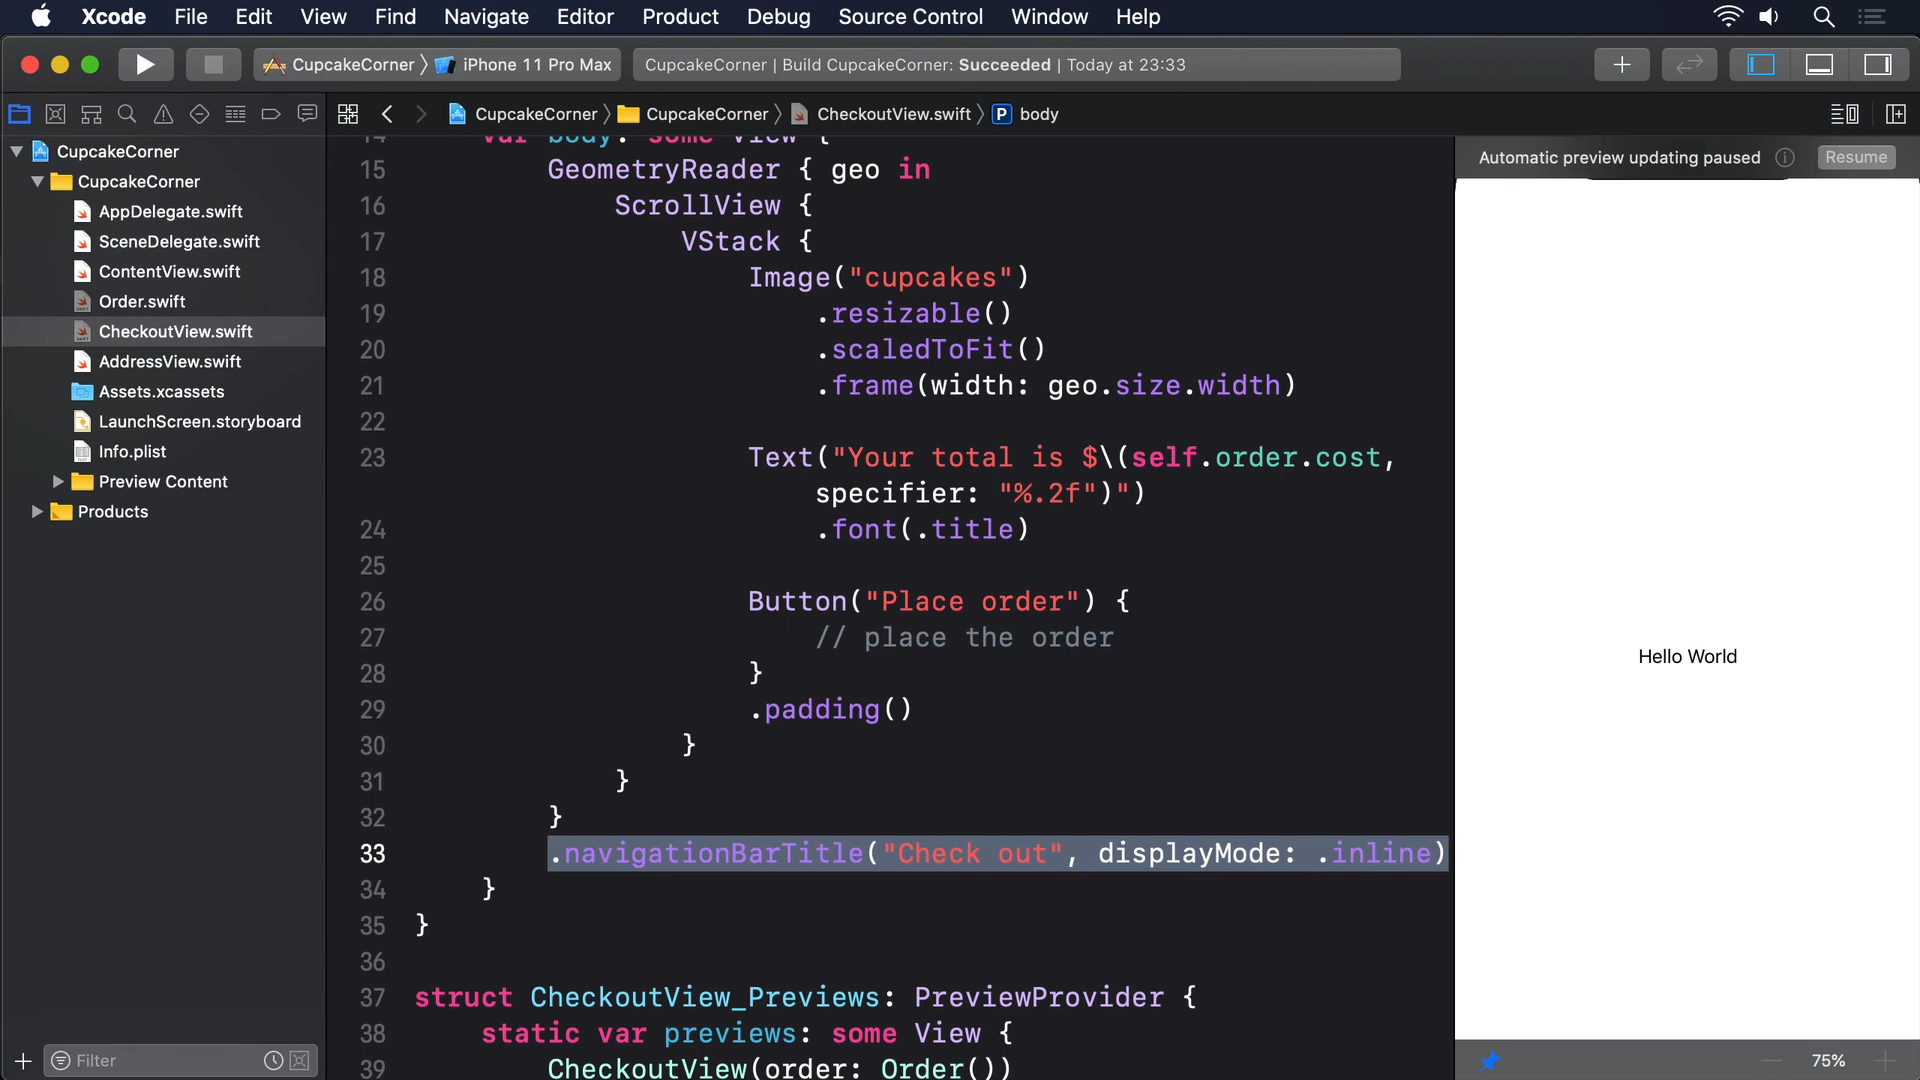 Xcode File Edit View Find Navigate Editor Product Debug Source Control Window Help
CupcakeCorner iPhone 11 Pro Max
CupcakeCorner | Build CupcakeCorner: Succeeded | Today at 23:33
CupcakeCorner CupcakeCorner CheckoutView.swift P body
CupcakeCorner
CupcakeCorner
AppDelegate.swift
SceneDelegate.swift
ContentView.swift
Order.swift
CheckoutView.swift
AddressView.swift
Assets.xcassets
LaunchScreen.storyboard
Info.plist
Preview Content
Products
Filter
14 var body: some View {
15 GeometryReader { geo in
16 ScrollView {
17 VStack {
18 Image("cupcakes")
19 .resizable()
20 .scaledToFit()
21 .frame(width: geo.size.width)
22
23 Text("Your total is $\(self.order.cost,
specifier: "%.2f")")
24 .font(.title)
25
26 Button("Place order") {
27 // place the order
28 }
29 .padding()
30 }
31 }
32 }
33 .navigationBarTitle("Check out", displayMode: .inline)
34 }
35 }
36
37 struct CheckoutView_Previews: PreviewProvider {
38 static var previews: some View {
39 CheckoutView(order: Order())
Automatic preview updating paused Resume
Hello World
75%